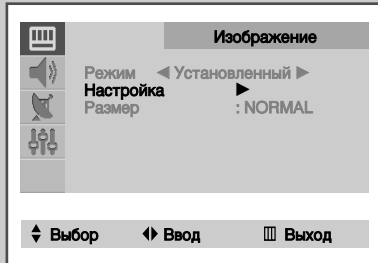 Изображение
Режим ◀ Установленный ▶
Настройка ▶
Размер : NORMAL
Выбор Ввод Выход